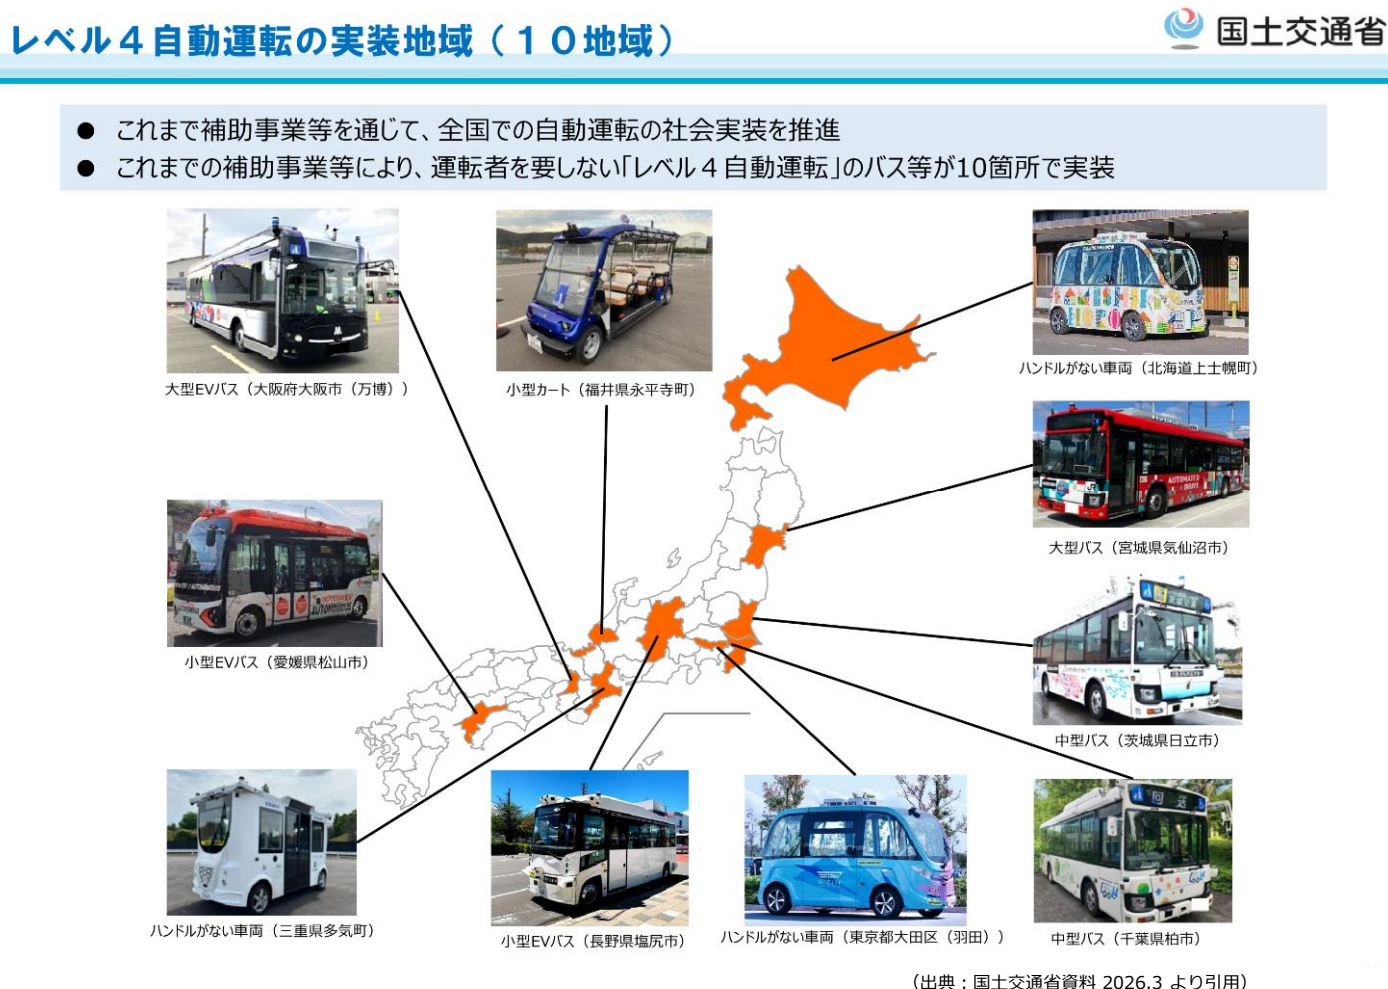 レベル４自動運転の実装地域（１０地域）
国土交通省
● これまで補助事業等を通じて、全国での自動運転の社会実装を推進
● これまでの補助事業等により、運転者を要しない「レベル４自動運転」のバス等が10箇所で実装
大型EVバス（大阪府大阪市（万博））
小型カート（福井県永平寺町）
ハンドルがない車両（北海道上士幌町）
AUTOMATED DRIVE
JR
大型バス（宮城県気仙沼市）
小型EVバス（愛媛県松山市）
中型バス（茨城県日立市）
回送
ハンドルがない車両（三重県多気町）
小型EVバス（長野県塩尻市）
ハンドルがない車両（東京都大田区（羽田））
中型バス（千葉県柏市）
（出典：国土交通省資料 2026.3 より引用）